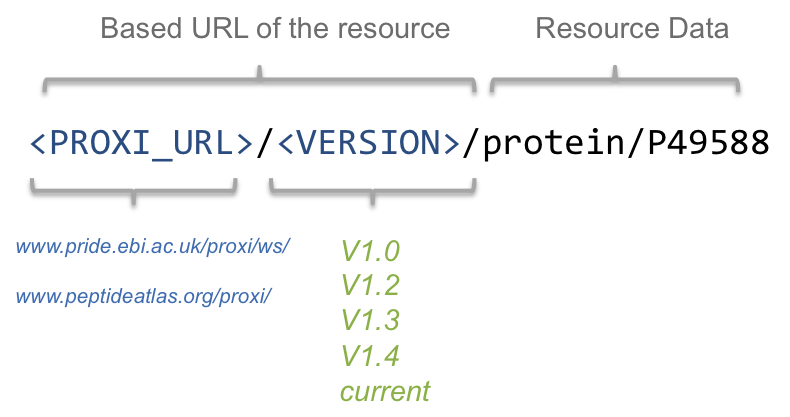 Based URL of the resource
Resource Data
<PROXI_URL>/<VERSION>/protein/P49588
www.pride.ebi.ac.uk/proxi/ws/
www.peptideatlas.org/proxi/
V1.0
V1.2
V1.3
V1.4
current